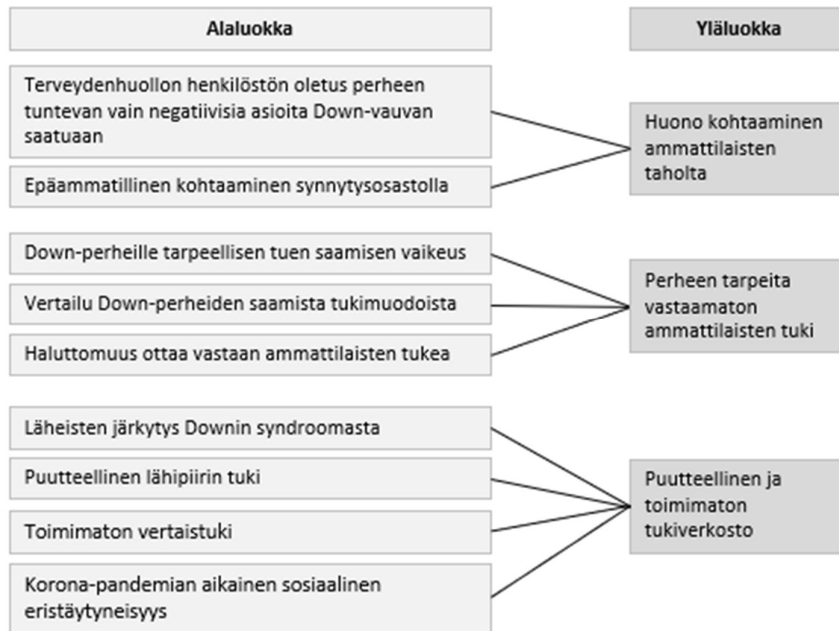 Alaluokka
Yläluokka
Terveydenhuollon henkilöstön oletus perheen
tuntevan vain negatiivisia asioita Down-vauvan
saatuaan
Epäammatillinen kohtaaminen synnytysosastolla
Huono kohtaaminen
ammattilaisten
taholta
Down-perheille tarpeellisen tuen saamisen vaikeus
Vertailu Down-perheiden saamista tukimuodoista
Haluttomuus ottaa vastaan ammattilaisten tukea
Perheen tarpeita
vastaamaton
ammattilaisten tuki
Läheisten järkytys Downin syndroomasta
Puutteellinen lähipiirin tuki
Toimimaton vertaistuki
Korona-pandemian aikainen sosiaalinen
eristäytyneisyys
Puutteellinen ja
toimimaton
tukiverkosto